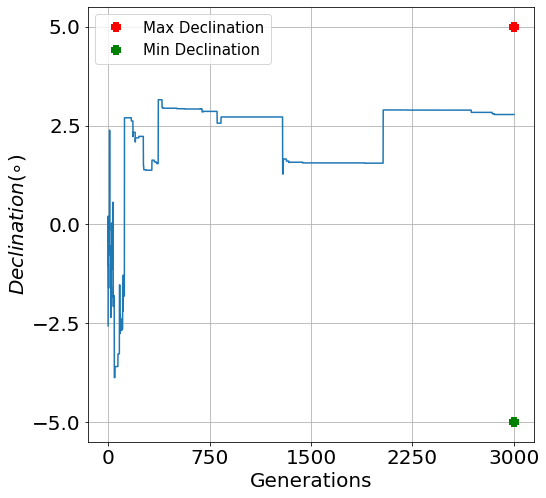 Max Declination
Min Declination
5.0
2.5
0.0
−2.5
−5.0
Declination(∘)
0 750 1500 2250 3000
Generations